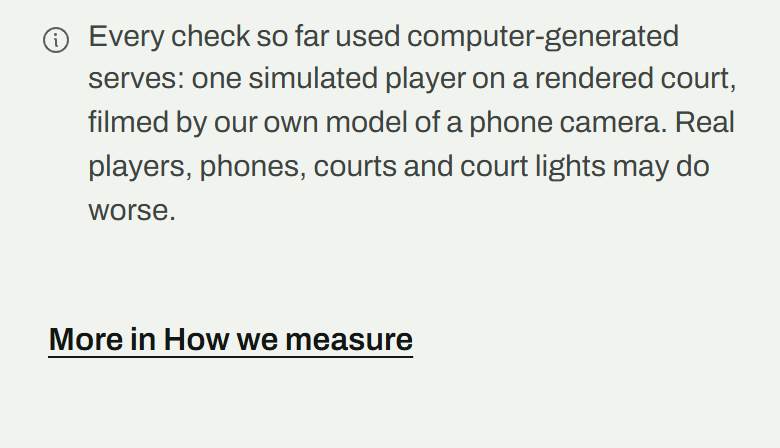 Every check so far used computer-generated
serves: one simulated player on a rendered court,
filmed by our own model of a phone camera. Real
players, phones, courts and court lights may do
worse.
More in How we measure